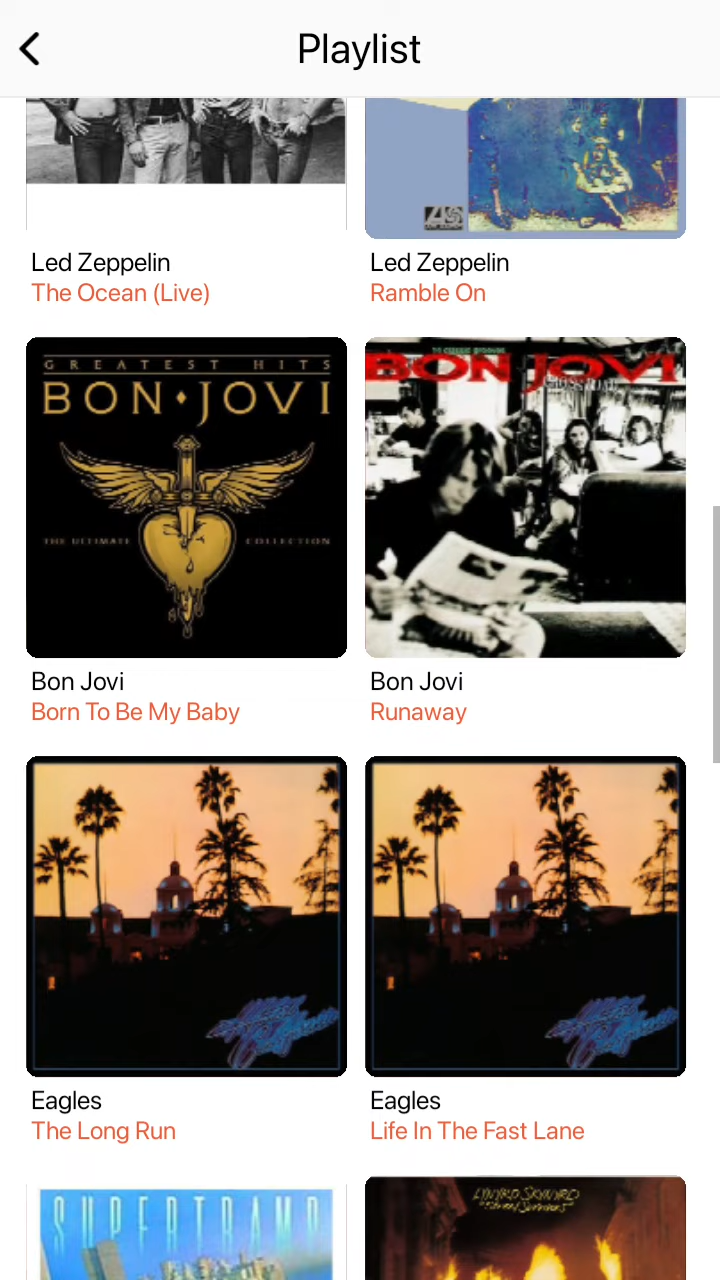 Playlist
Led Zeppelin
The Ocean (Live)
Led Zeppelin
Ramble On
GREATEST HITS
BON JOVI
THE ULTIMATE COLLECTION
BON JOVI
Bon Jovi
Born To Be My Baby
Bon Jovi
Runaway
Eagles
The Long Run
Eagles
Life In The Fast Lane
SUPERTRAMP
LYNYRD SKYNYRD